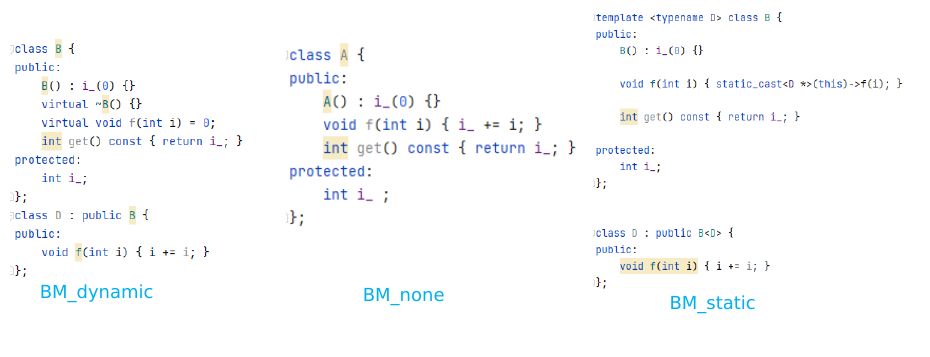 class B {
public:
B() : i_(0) {}
virtual ~B() {}
virtual void f(int i) = 0;
int get() const { return i_; }
protected:
int i_;
};
class D : public B {
public:
void f(int i) { i += i; }
};
BM_dynamic
class A {
public:
A() : i_(0) {}
void f(int i) { i_ += i; }
int get() const { return i_; }
protected:
int i_ ;
};
BM_none
template <typename D> class B {
public:
B() : i_(0) {}
void f(int i) { static_cast<D *>(this)->f(i); }
int get() const { return i_; }
protected:
int i_;
};
class D : public B<D> {
public:
void f(int i) { i += i; }
};
BM_static